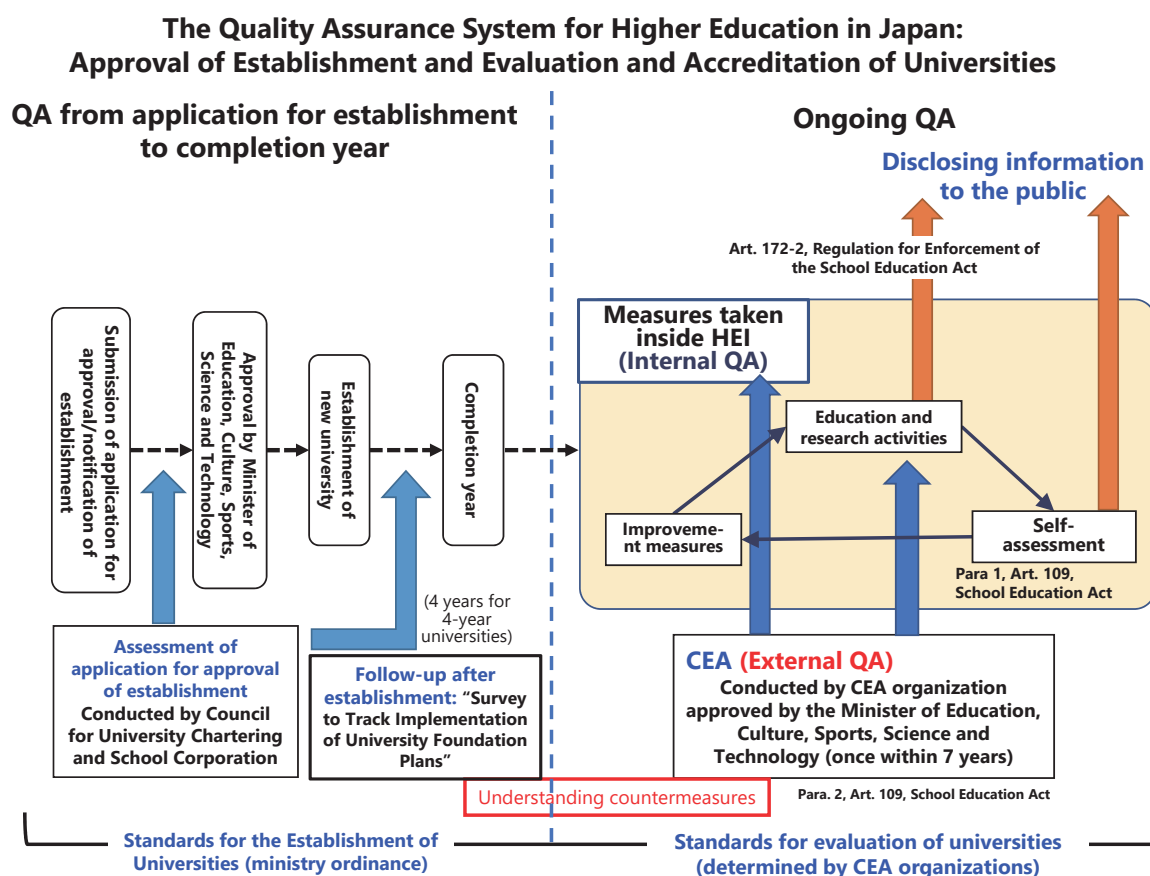 The Quality Assurance System for Higher Education in Japan:
Approval of Establishment and Evaluation and Accreditation of Universities
QA from application for establishment
to completion year
Submission of application for
approval/notification of
establishment
Approval by Minister of
Education, Culture, Sports,
Science and Technology
Establishment of
new university
Completion year
(4 years for
4-year
universities)
Assessment of
application for approval
of establishment
Conducted by Council
for University Chartering
and School Corporation
Follow-up after
establishment: “Survey
to Track Implementation
of University Foundation
Plans”
Ongoing QA
Disclosing information
to the public
Art. 172-2, Regulation for Enforcement of
the School Education Act
Measures taken
inside HEI
(Internal QA)
Education and
research activities
Improveme-
nt measures
Self-
assessment
Para 1, Art. 109,
School Education Act
CEA (External QA)
Conducted by CEA organization
approved by the Minister of Education,
Culture, Sports, Science and
Technology (once within 7 years)
Understanding countermeasures
Para. 2, Art. 109, School Education Act
Standards for the Establishment of
Universities (ministry ordinance)
Standards for evaluation of universities
(determined by CEA organizations)